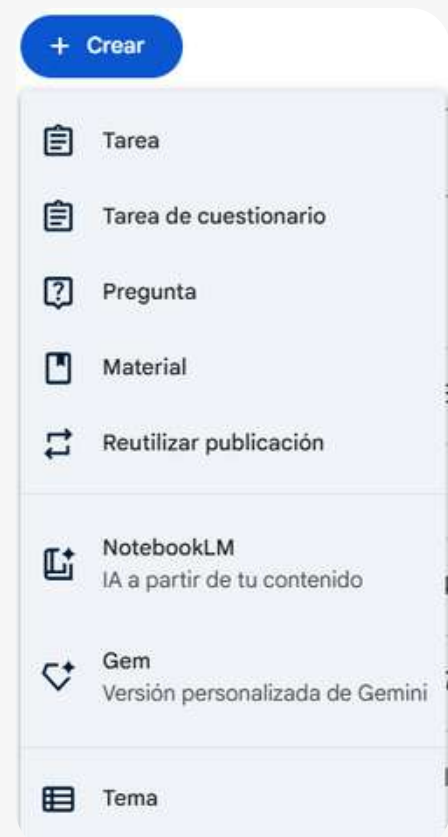 + Crear
Tarea
Tarea de cuestionario
Pregunta
Material
Reutilizar publicación
NotebookLM
IA a partir de tu contenido
Gem
Versión personalizada de Gemini
Tema